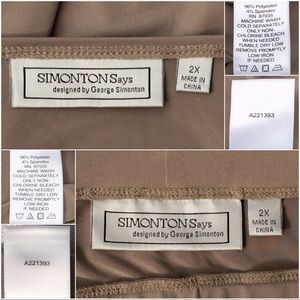 96% Polyester
4% Spandex
RN 87935
MACHINE WASH
COLD SEPARATELY
ONLY NON-
CHLORINE BLEACH
WHEN NEEDED
TUMBLE DRY LOW
REMOVE PROMPTLY
LOW IRON
IF NEEDED
SIMONTON Says
designed by George Simonton
2X
MADE IN
CHINA
A221393
96% Polyester
4% Spandex
RN 87935
MACHINE WASH
COLD SEPARATELY
ONLY NON-
CHLORINE BLEACH
WHEN NEEDED
TUMBLE DRY LOW
REMOVE PROMPTLY
LOW IRON
IF NEEDED
SIMONTON Says
designed by George Simonton
2X
MADE IN
CHINA
A221393